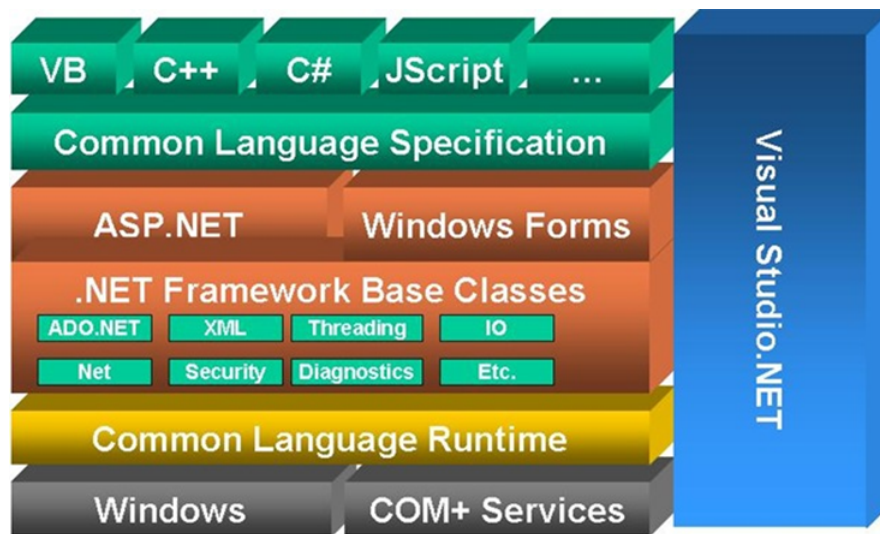 VB C++ C# JScript ...
Common Language Specification
ASP.NET Windows Forms
.NET Framework Base Classes
ADO.NET XML Threading IO
Net Security Diagnostics Etc.
Common Language Runtime
Windows COM+ Services
Visual Studio.NET